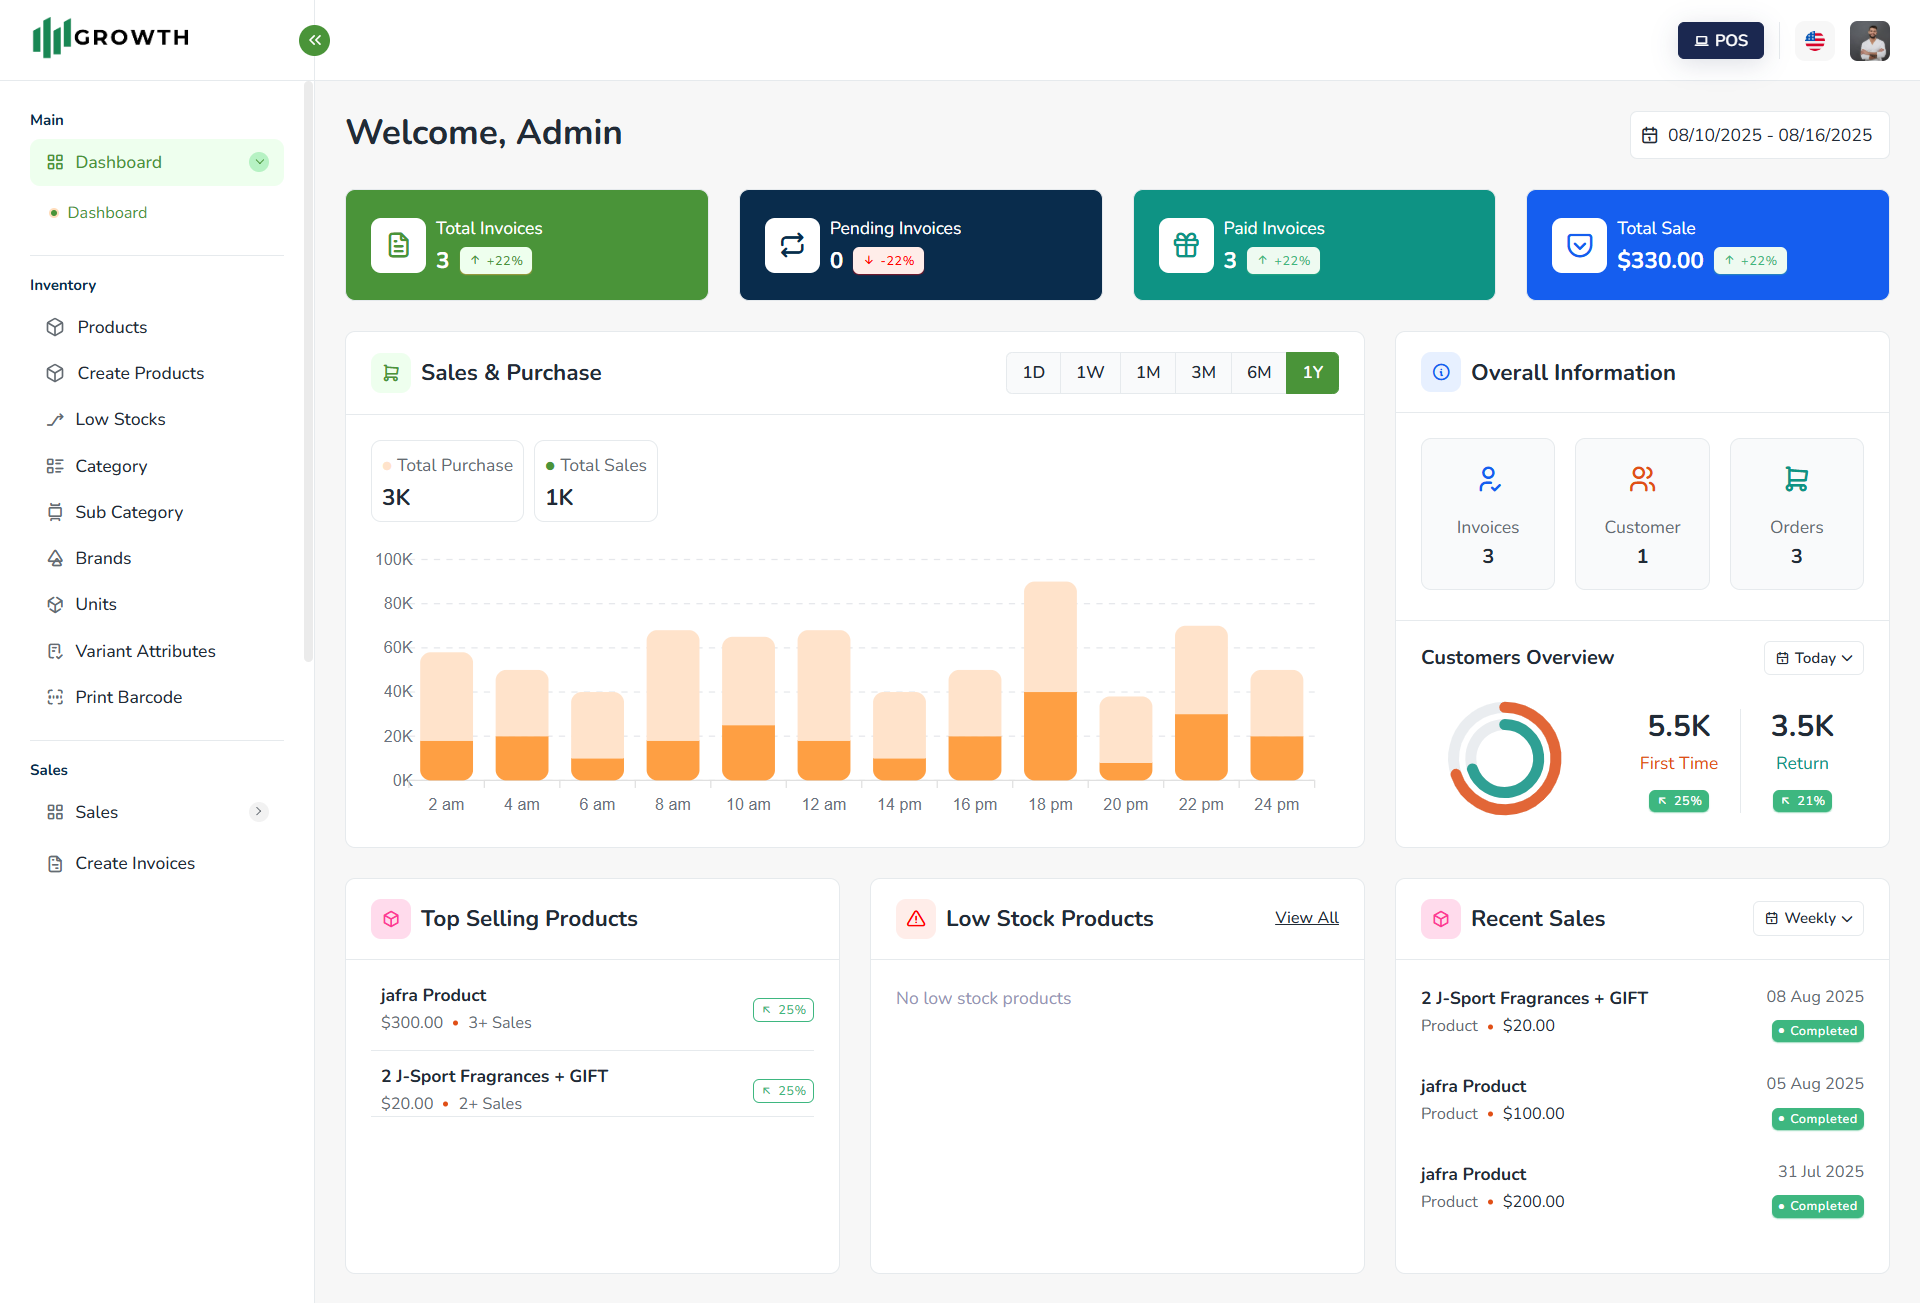 GROWTH
POS
Main
Dashboard
Dashboard
Inventory
Products
Create Products
Low Stocks
Category
Sub Category
Brands
Units
Variant Attributes
Print Barcode
Sales
Sales
Create Invoices
Welcome, Admin
08/10/2025 - 08/16/2025
Total Invoices
3 +22%
Pending Invoices
0 -22%
Paid Invoices
3 +22%
Total Sale
$330.00 +22%
Sales & Purchase
1D 1W 1M 3M 6M 1Y
Total Purchase
3K
Total Sales
1K
100K
80K
60K
40K
20K
0K
2 am 4 am 6 am 8 am 10 am 12 am 14 pm 16 pm 18 pm 20 pm 22 pm 24 pm
Overall Information
Invoices
3
Customer
1
Orders
3
Customers Overview
Today
5.5K
First Time
25%
3.5K
Return
21%
Top Selling Products
jafra Product
$300.00 • 3+ Sales
25%
2 J-Sport Fragrances + GIFT
$20.00 • 2+ Sales
25%
Low Stock Products
View All
No low stock products
Recent Sales
Weekly
2 J-Sport Fragrances + GIFT
Product • $20.00
08 Aug 2025
• Completed
jafra Product
Product • $100.00
05 Aug 2025
• Completed
jafra Product
Product • $200.00
31 Jul 2025
• Completed